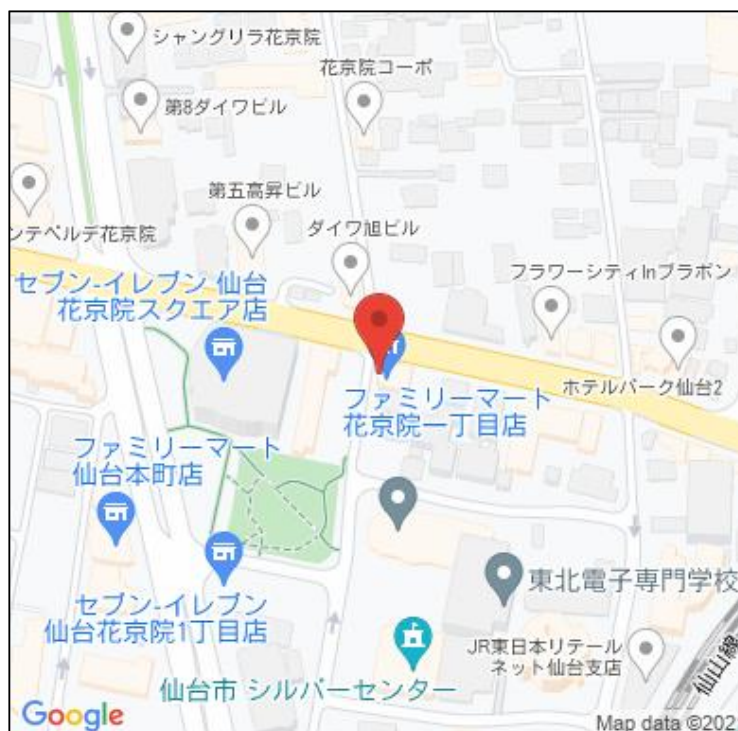 シャングリラ花京院
花京院コーポ
第8ダイワビル
第五高昇ビル
ンテベルデ花京院
ダイワ旭ビル
セブン-イレブン 仙台
花京院スクエア店
フラワーシティInブラボン
ファミリーマート
花京院一丁目店
ホテルパーク仙台2
ファミリーマート
仙台本町店
東北電子専門学校
セブン-イレブン
仙台花京院1丁目店
JR東日本リテール
ネット仙台支店
仙山線
仙台市 シルバーセンター
Google
Map data ©202